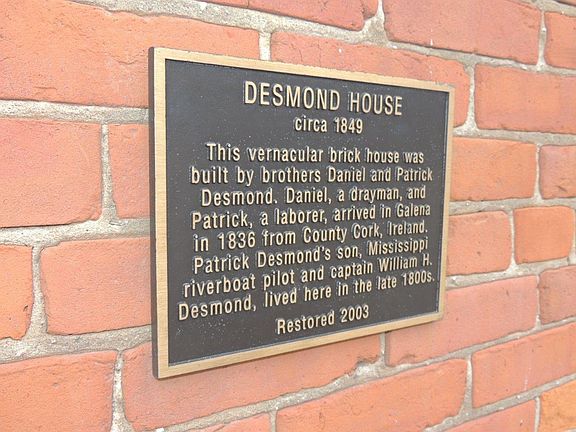 DESMOND HOUSE
circa 1849
This vernacular brick house was
built by brothers Daniel and Patrick
Desmond. Daniel, a drayman, and
Patrick, a laborer, arrived in Galena
in 1836 from County Cork, Ireland.
Patrick Desmond's son, Mississippi
riverboat pilot and captain William H.
Desmond, lived here in the late 1800s.
Restored 2003